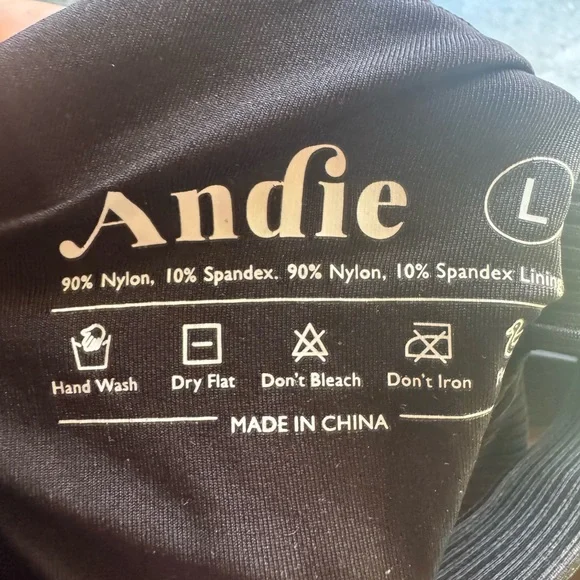 Andie
L
90% Nylon, 10% Spandex. 90% Nylon, 10% Spandex Lining
Hand Wash Dry Flat Don't Bleach Don't Iron
MADE IN CHINA